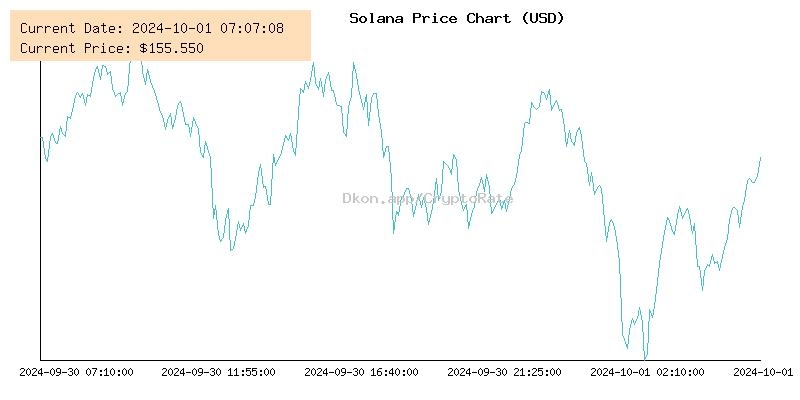 Solana Price Chart (USD)
Current Date: 2024-10-01 07:07:08
Current Price: $155.550
Dkon.app/CryptoRate
2024-09-30 07:10:00 2024-09-30 11:55:00 2024-09-30 16:40:00 2024-09-30 21:25:00 2024-10-01 02:10:00 2024-10-01